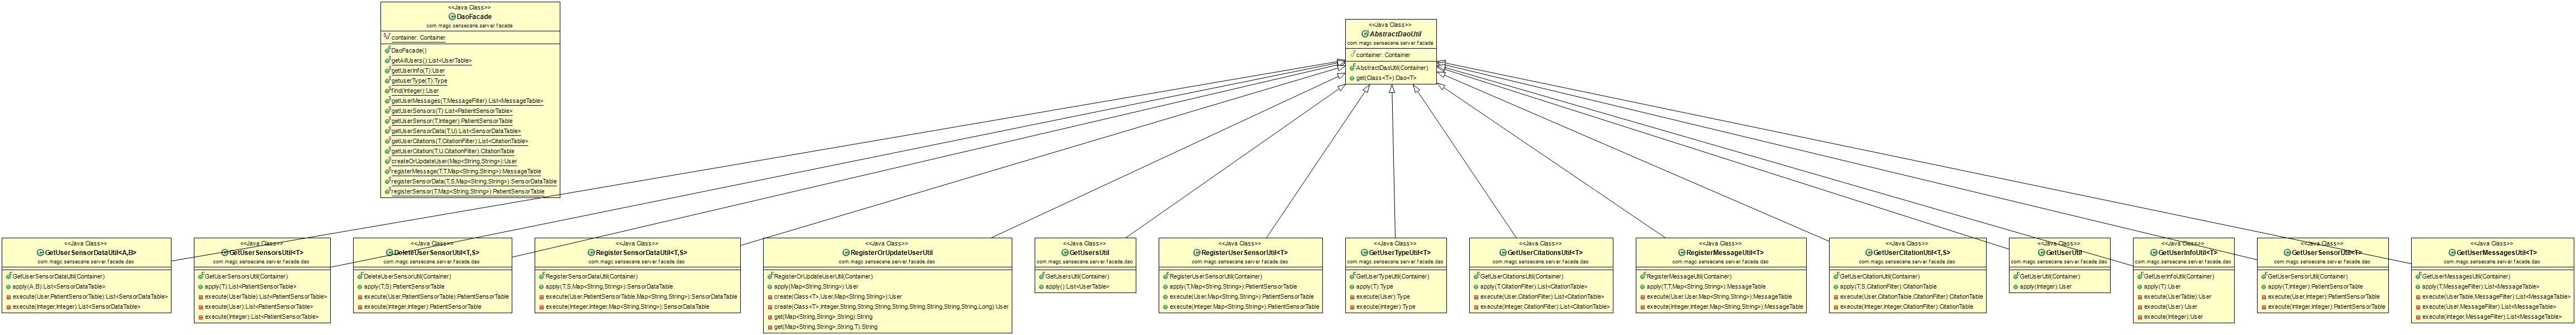 <<Java Class>>
DaoFacade
com.magc.sensecane.server.facade
container: Container
DaoFacade()
getAllUsers():List<UserTable>
getUserInfo(T):User
getuserType(T):Type
find(Integer):User
getUserMessages(T,MessageFilter):List<MessageTable>
getUserSensors(T):List<PatientSensorTable>
getUserSensor(T,Integer):PatientSensorTable
getUserSensorData(T,U):List<SensorDataTable>
getUserCitations(T,CitationFilter):List<CitationTable>
getUserCitation(T,U,CitationFilter):CitationTable
createOrUpdateUser(Map<String,String>):User
registerMessage(T,T,Map<String,String>):MessageTable
registerSensorData(T,S,Map<String,String>):SensorDataTable
registerSensor(T,Map<String,String>):PatientSensorTable
<<Java Class>>
AbstractDaoUtil
com.magc.sensecane.server.facade
container: Container
AbstractDaoUtil(Container)
get(Class<T>):Dao<T>
<<Java Class>>
GetUserSensorDataUtil<A,B>
com.magc.sensecane.server.facade.dao
GetUserSensorDataUtil(Container)
apply(A,B):List<SensorDataTable>
execute(User,PatientSensorTable):List<SensorDataTable>
execute(Integer,Integer):List<SensorDataTable>
<<Java Class>>
GetUserSensorsUtil<T>
com.magc.sensecane.server.facade.dao
GetUserSensorsUtil(Container)
apply(T):List<PatientSensorTable>
execute(UserTable):List<PatientSensorTable>
execute(User):List<PatientSensorTable>
execute(Integer):List<PatientSensorTable>
<<Java Class>>
DeleteUserSensorUtil<T,S>
com.magc.sensecane.server.facade.dao
DeleteUserSensorUtil(Container)
apply(T,S):PatientSensorTable
execute(User,PatientSensorTable):PatientSensorTable
execute(Integer,Integer):PatientSensorTable
<<Java Class>>
RegisterSensorDataUtil<T,S>
com.magc.sensecane.server.facade.dao
RegisterSensorDataUtil(Container)
apply(T,S,Map<String,String>):SensorDataTable
execute(User,PatientSensorTable,Map<String,String>):SensorDataTable
execute(Integer,Integer,Map<String,String>):SensorDataTable
<<Java Class>>
RegisterOrUpdateUserUtil
com.magc.sensecane.server.facade.dao
RegisterOrUpdateUserUtil(Container)
apply(Map<String,String>):User
create(Class<T>,User,Map<String,String>):User
create(Class<T>,Integer,String,String,String,String,String,String,String,String,Long):User
get(Map<String,String>,String):String
get(Map<String,String>,String,T):String
<<Java Class>>
GetUsersUtil
com.magc.sensecane.server.facade.dao
GetUsersUtil(Container)
apply():List<UserTable>
<<Java Class>>
RegisterUserSensorUtil<T>
com.magc.sensecane.server.facade.dao
RegisterUserSensorUtil(Container)
apply(T,Map<String,String>):PatientSensorTable
execute(User,Map<String,String>):PatientSensorTable
execute(Integer,Map<String,String>):PatientSensorTable
<<Java Class>>
GetUserTypeUtil<T>
com.magc.sensecane.server.facade.dao
GetUserTypeUtil(Container)
apply(T):Type
execute(User):Type
execute(Integer):Type
<<Java Class>>
GetUserCitationsUtil<T>
com.magc.sensecane.server.facade.dao
GetUserCitationsUtil(Container)
apply(T,CitationFilter):List<CitationTable>
execute(User,CitationFilter):List<CitationTable>
execute(Integer,CitationFilter):List<CitationTable>
<<Java Class>>
RegisterMessageUtil<T>
com.magc.sensecane.server.facade.dao
RegisterMessageUtil(Container)
apply(T,T,Map<String,String>):MessageTable
execute(User,User,Map<String,String>):MessageTable
execute(Integer,Integer,Map<String,String>):MessageTable
<<Java Class>>
GetUserCitationUtil<T,S>
com.magc.sensecane.server.facade.dao
GetUserCitationUtil(Container)
apply(T,S,CitationFilter):CitationTable
execute(User,CitationTable,CitationFilter):CitationTable
execute(Integer,Integer,CitationFilter):CitationTable
<<Java Class>>
GetUserUtil
com.magc.sensecane.server.facade.dao
GetUserUtil(Container)
apply(Integer):User
<<Java Class>>
GetUserInfoUtil<T>
com.magc.sensecane.server.facade.dao
GetUserInfoUtil(Container)
apply(T):User
execute(UserTable):User
execute(User):User
execute(Integer):User
<<Java Class>>
GetUserSensorUtil<T>
com.magc.sensecane.server.facade.dao
GetUserSensorUtil(Container)
apply(T,Integer):PatientSensorTable
execute(User,Integer):PatientSensorTable
execute(Integer,Integer):PatientSensorTable
<<Java Class>>
GetUserMessagesUtil<T>
com.magc.sensecane.server.facade.dao
GetUserMessagesUtil(Container)
apply(T,MessageFilter):List<MessageTable>
execute(UserTable,MessageFilter):List<MessageTable>
execute(User,MessageFilter):List<MessageTable>
execute(Integer,MessageFilter):List<MessageTable>